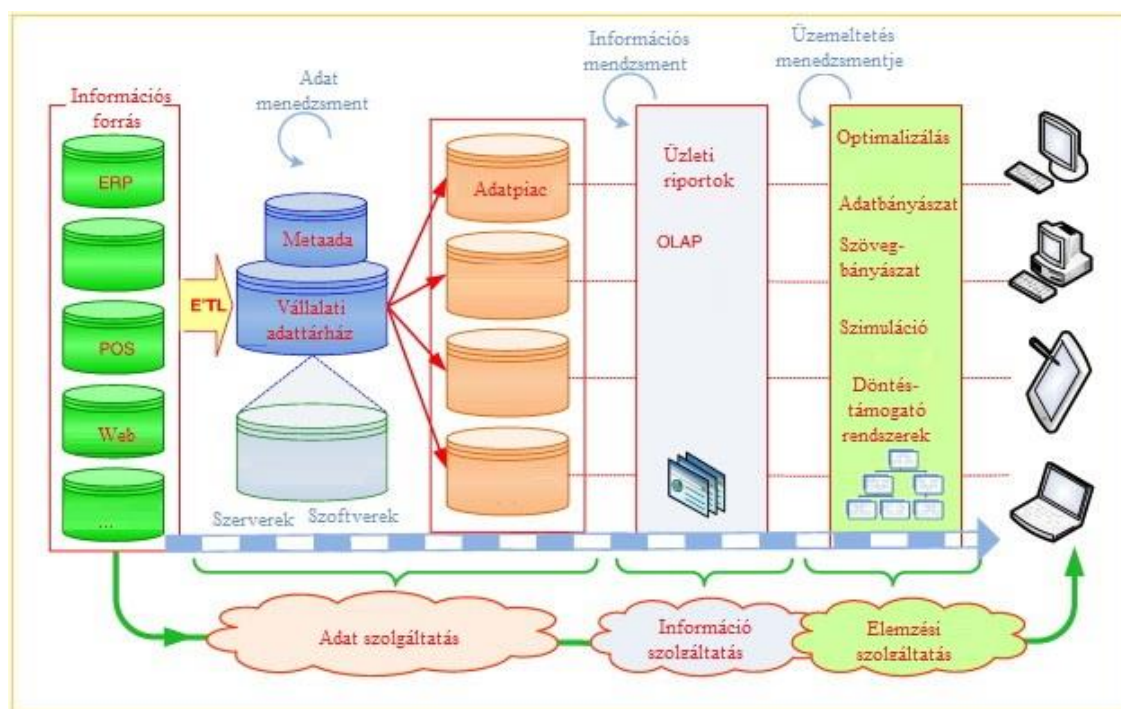 Információs
forrás
ERP
POS
Web
...
E'TL
Adat
menedzsment
Metaada
Vállalati
adattárház
Szerverek
Szoftverek
Adatpiac
...
Információs
mendzsment
Üzleti
riportok
OLAP
Üzemeltetés
menedzsmentje
Optimalizálás
Adatbányászat
Szöveg-
bányászat
Szimuláció
Döntés-
támogató
rendszerek
Adat szolgáltatás
Információ
szolgáltatás
Elemzési
szolgáltatás